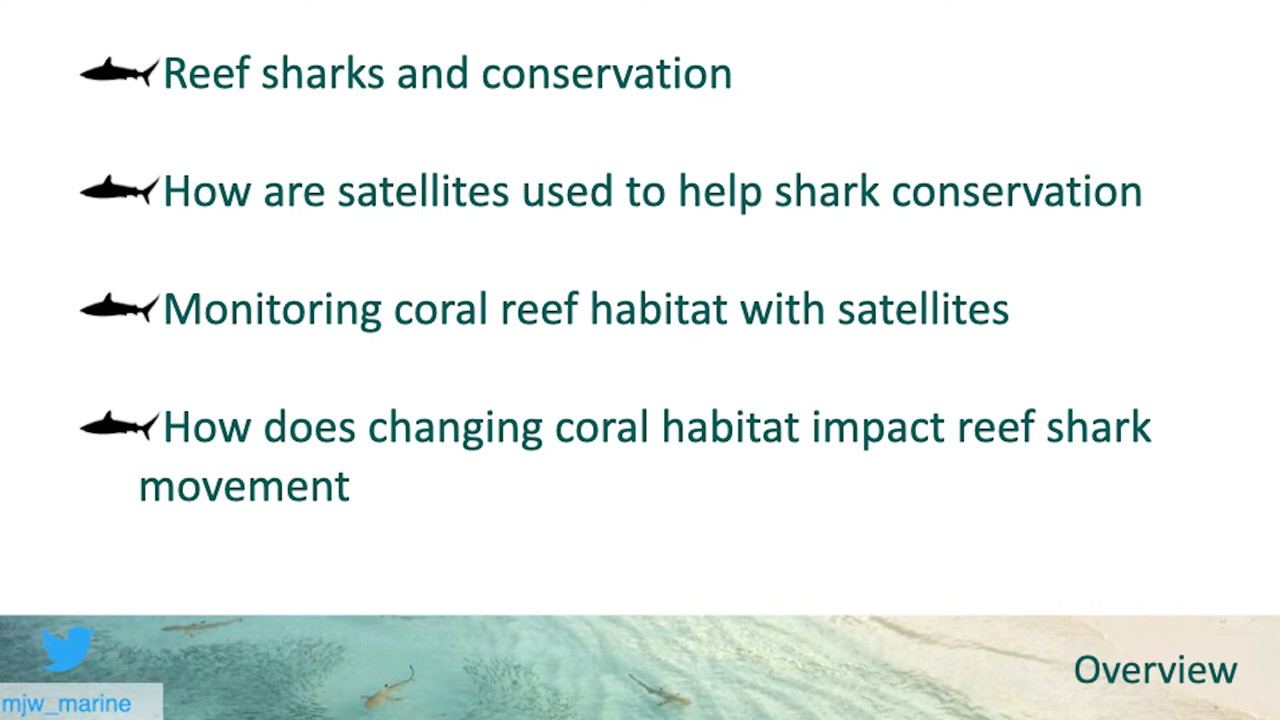 Reef sharks and conservation
How are satellites used to help shark conservation
Monitoring coral reef habitat with satellites
How does changing coral habitat impact reef shark
movement
Overview
mjw_marine